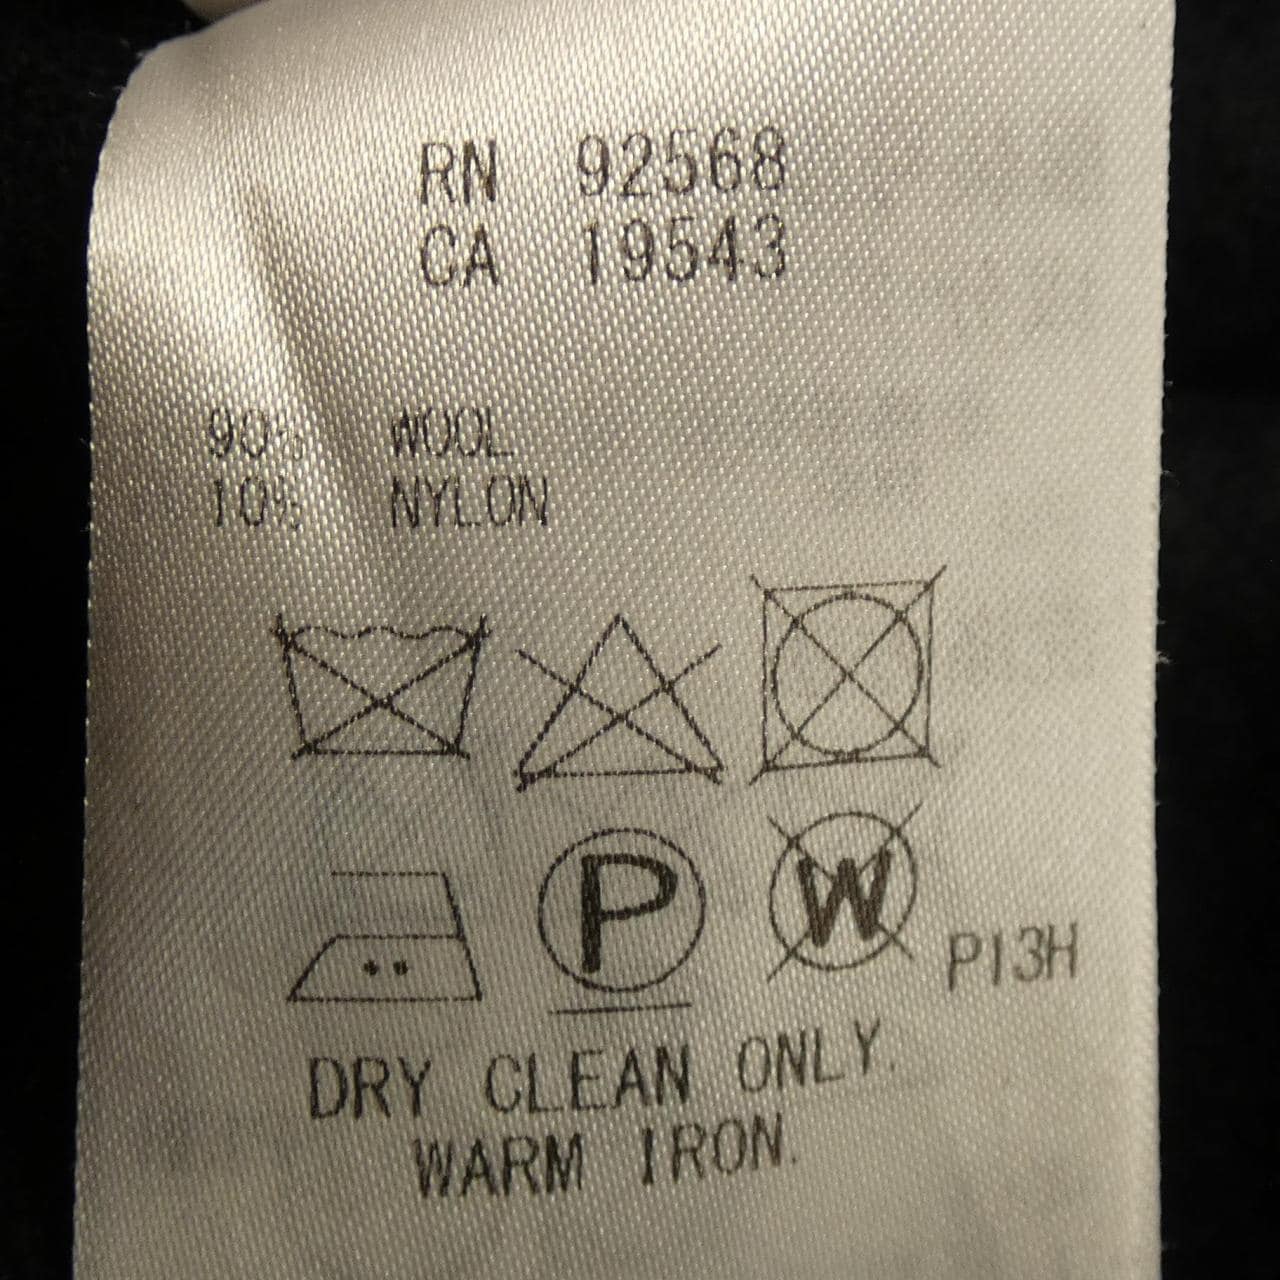 RN 92568
CA 19543
90% WOOL
10% NYLON
P W P13H
DRY CLEAN ONLY.
WARM IRON.